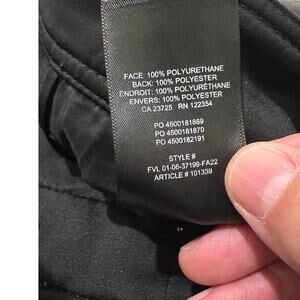 FACE: 100% POLYURETHANE
BACK: 100% POLYESTER
ENDROIT: 100% POLYURÉTHANE
ENVERS: 100% POLYESTER
CA 23725 RN 122354
PO 4500181869
PO 4500181870
PO 4500182191
STYLE #
FVL 01-06-37199-FA22
ARTICLE # 101339